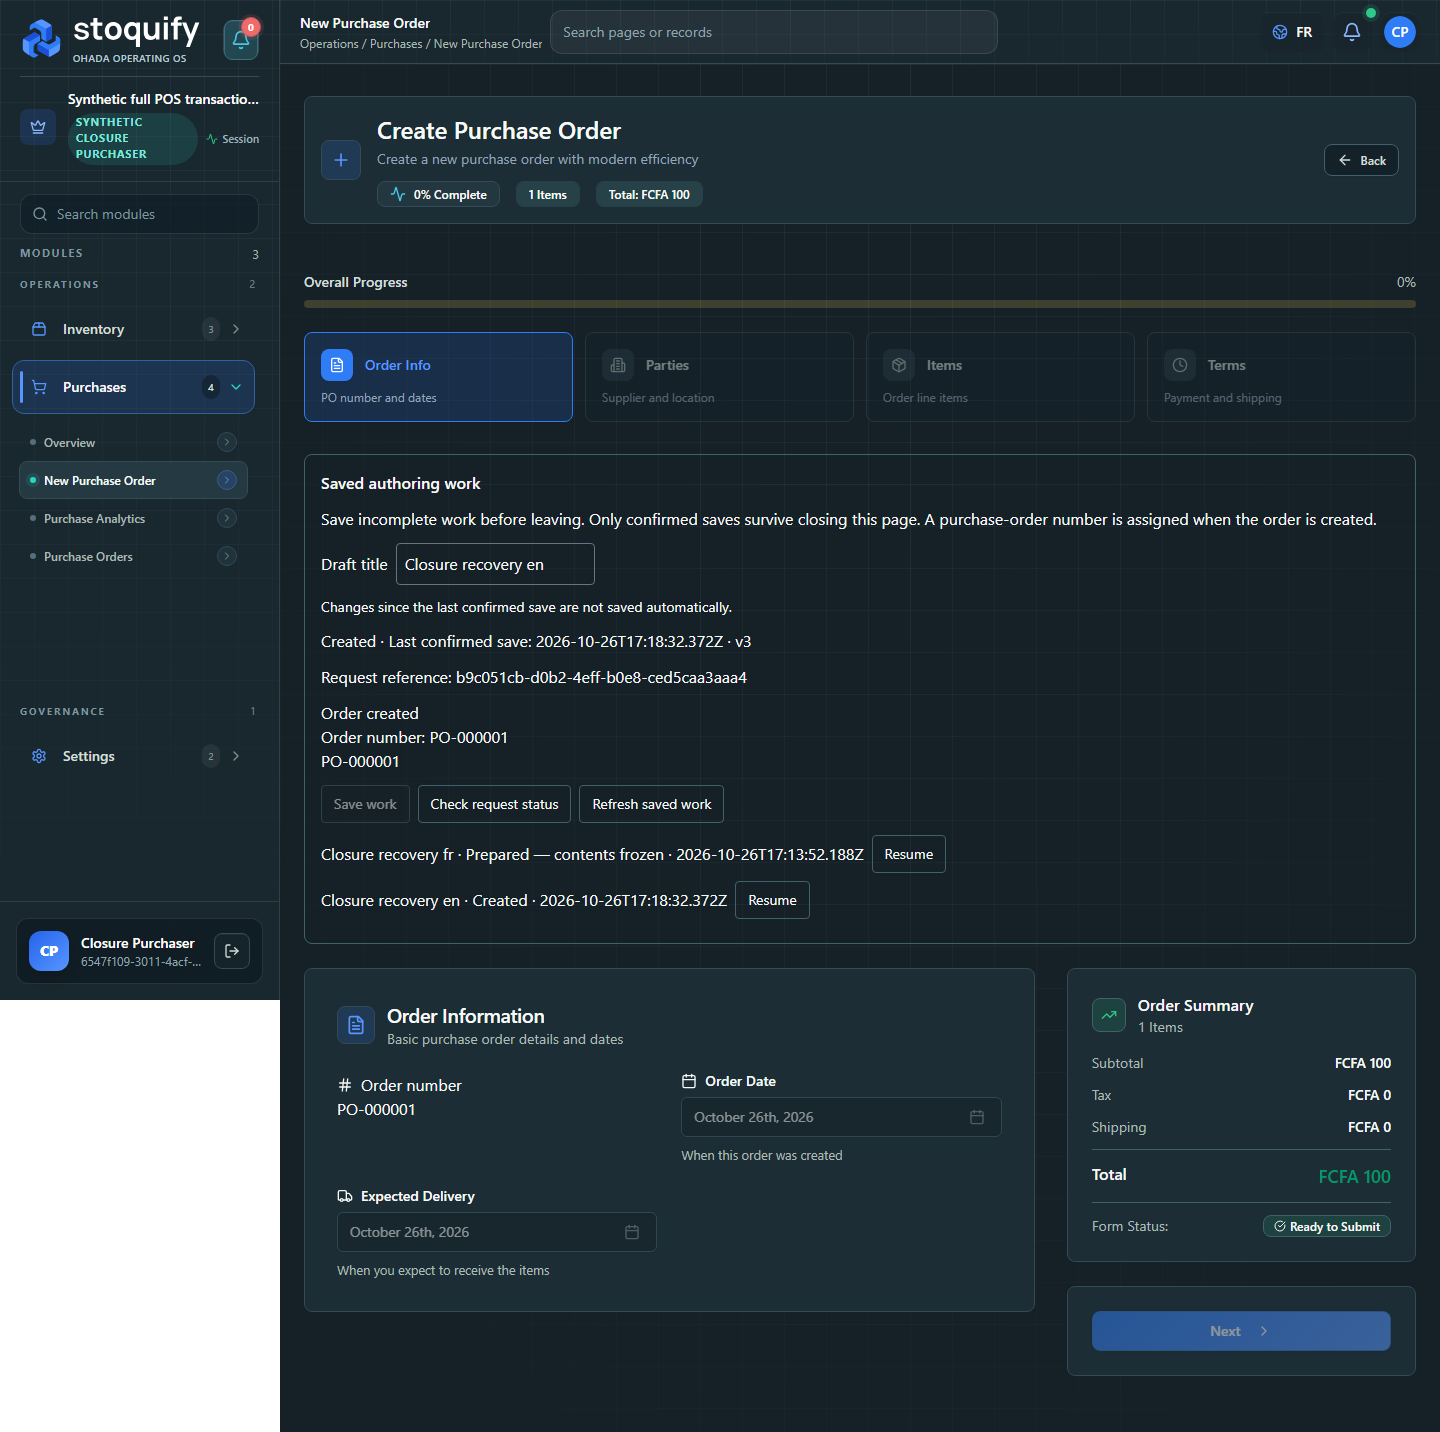 stoquify
OHADA OPERATING OS
0
Synthetic full POS transactio...
SYNTHETIC
CLOSURE
PURCHASER
Session
Search modules
MODULES
3
OPERATIONS
2
Inventory
3
Purchases
4
Overview
New Purchase Order
Purchase Analytics
Purchase Orders
GOVERNANCE
1
Settings
2
CP
Closure Purchaser
6547f109-3011-4acf-...
New Purchase Order
Operations / Purchases / New Purchase Order
Search pages or records
FR
CP
Create Purchase Order
Create a new purchase order with modern efficiency
0% Complete
1 Items
Total: FCFA 100
Back
Overall Progress
0%
Order Info
PO number and dates
Parties
Supplier and location
Items
Order line items
Terms
Payment and shipping
Saved authoring work
Save incomplete work before leaving. Only confirmed saves survive closing this page. A purchase-order number is assigned when the order is created.
Draft title
Closure recovery en
Changes since the last confirmed save are not saved automatically.
Created · Last confirmed save: 2026-10-26T17:18:32.372Z · v3
Request reference: b9c051cb-d0b2-4eff-b0e8-ced5caa3aaa4
Order created
Order number: PO-000001
PO-000001
Save work
Check request status
Refresh saved work
Closure recovery fr · Prepared — contents frozen · 2026-10-26T17:13:52.188Z
Resume
Closure recovery en · Created · 2026-10-26T17:18:32.372Z
Resume
Order Information
Basic purchase order details and dates
Order number
PO-000001
Order Date
October 26th, 2026
When this order was created
Expected Delivery
October 26th, 2026
When you expect to receive the items
Order Summary
1 Items
Subtotal
FCFA 100
Tax
FCFA 0
Shipping
FCFA 0
Total
FCFA 100
Form Status:
Ready to Submit
Next